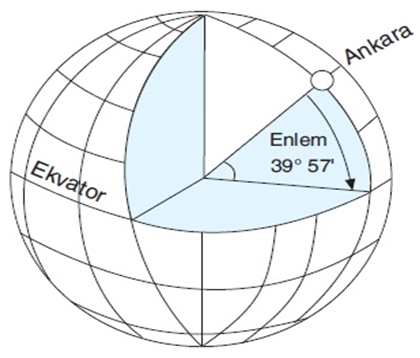 Ankara
Enlem
39° 57'
Ekvator